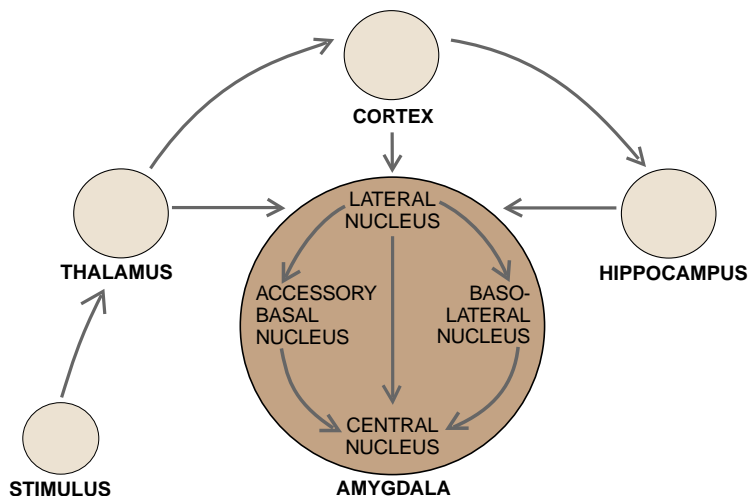 CORTEX
LATERAL
NUCLEUS
THALAMUS
HIPPOCAMPUS
ACCESSORY
BASAL
NUCLEUS
BASO-
LATERAL
NUCLEUS
CENTRAL
NUCLEUS
STIMULUS
AMYGDALA